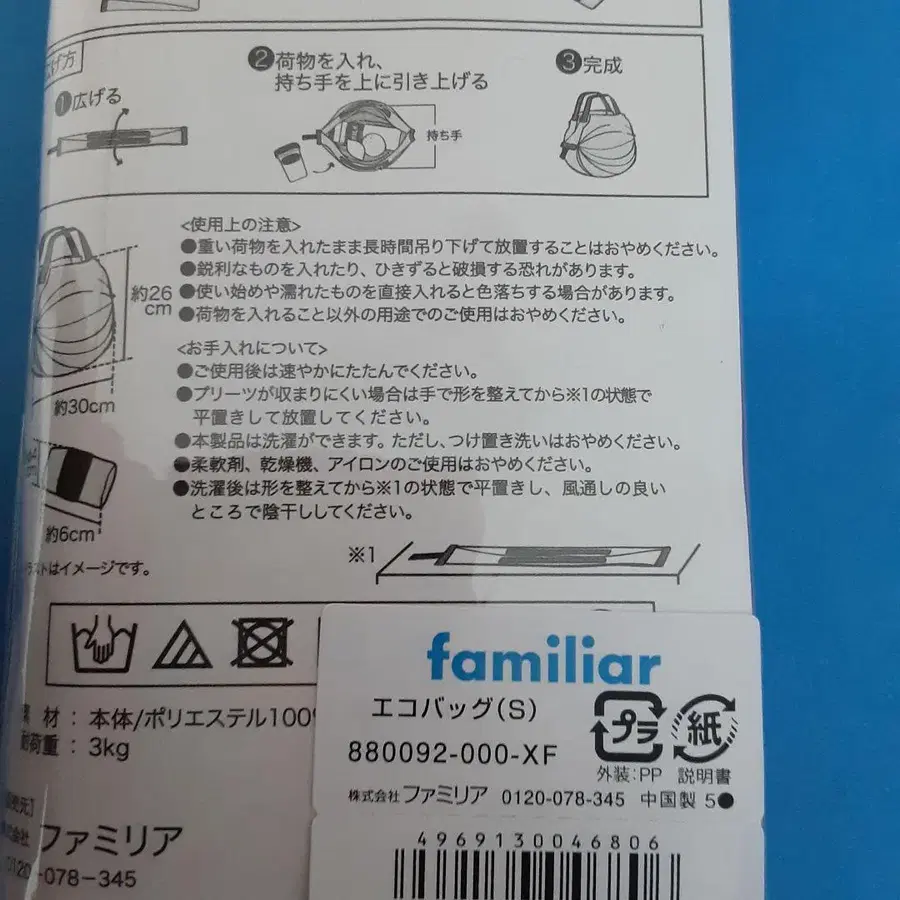 げ方
❶広げる
❷荷物を入れ、
持ち手を上に引き上げる
持ち手
❸完成
<使用上の注意>
●重い荷物を入れたまま長時間吊り下げて放置することはおやめください。
●鋭利なものを入れたり、ひきずると破損する恐れがあります。
●使い始めや濡れたものを直接入れると色落ちする場合があります。
●荷物を入れること以外の用途でのご使用はおやめください。
約26
cm
約30cm
<お手入れについて>
●ご使用後は速やかにたたんでください。
●プリーツが収まりにくい場合は手で形を整えてから※1の状態で
平置きして放置してください。
●本製品は洗濯ができます。ただし、つけ置き洗いはおやめください。
●柔軟剤、乾燥機、アイロンのご使用はおやめください。
●洗濯後は形を整えてから※1の状態で平置きし、風通しの良い
ところで陰干ししてください。
約6cm
ストはイメージです。
※1
材：本体/ポリエステル100%
耐荷重：3kg
発売元]
株式会社 ファミリア
0120-078-345
familiar
エコバッグ(S)
880092-000-XF
プラ
紙
外装:PP 説明書
株式会社 ファミリア 0120-078-345 中国製 5●
4969130046806